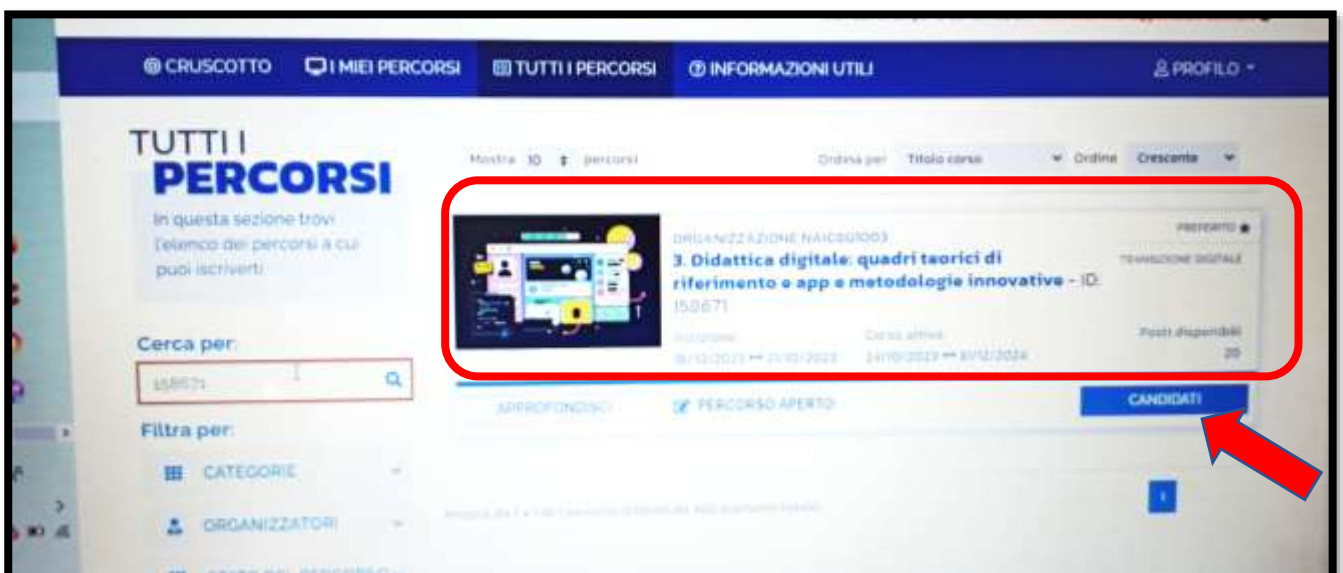 CRUSCOTTO I MIEI PERCORSI TUTTI I PERCORSI INFORMAZIONI UTILI PROFILO
TUTTI I
PERCORSI
In questa sezione trovi
l'elenco dei percorsi a cui
puoi iscriverti
Cerca per:
158671
Filtra per:
CATEGORIE
ORGANIZZATORI
Mostra 10 percorsi Ordina per Titolo corso Ordine Crescente
ORGANIZZAZIONE
PREFERITO
3. Didattica digitale: quadri teorici di
riferimento e app e metodologie innovative - ID:
158671
TRANSIZIONE DIGITALE
Iscrizione: Corso attivo:
Posti disponibili
20
APPROFONDISCI PERCORSO APERTO CANDIDATI
1